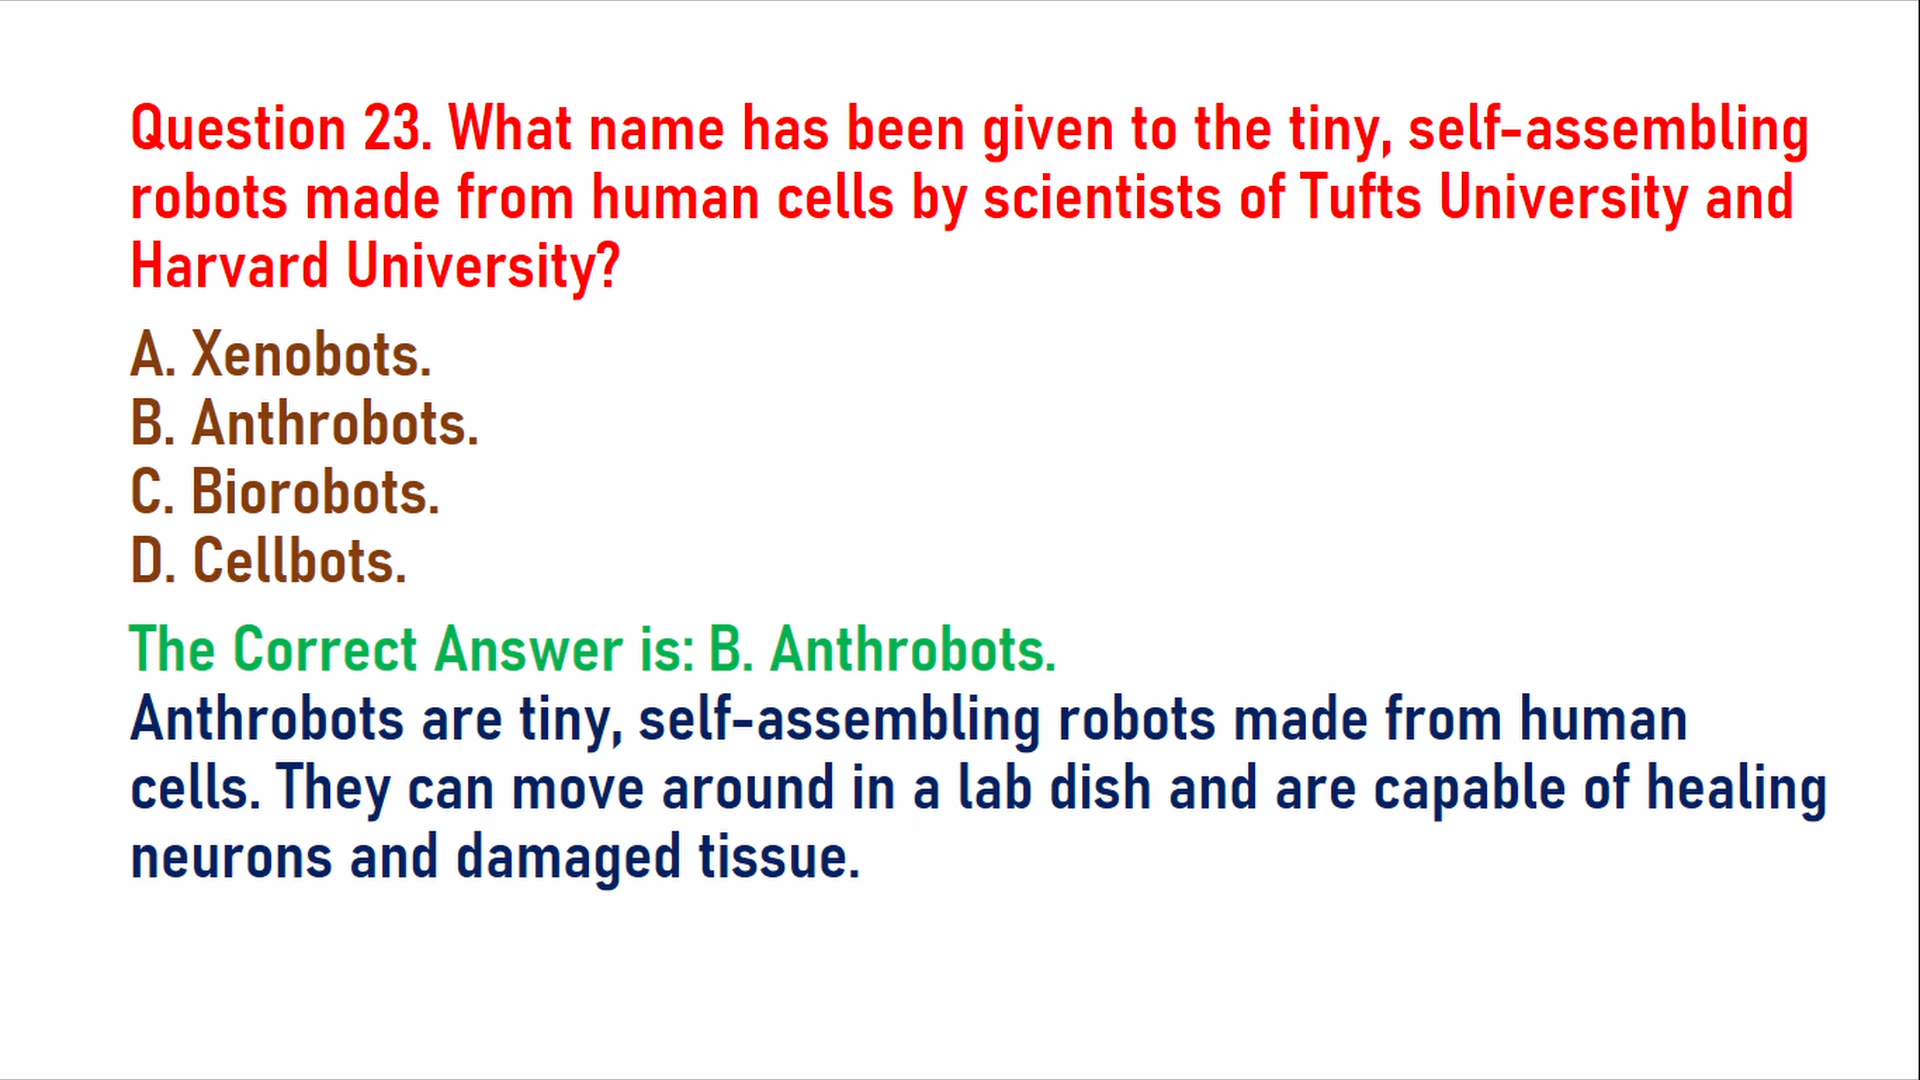 Question 23. What name has been given to the tiny, self-assembling
robots made from human cells by scientists of Tufts University and
Harvard University?
A. Xenobots.
B. Anthrobots.
C. Biorobots.
D. Cellbots.
The Correct Answer is: B. Anthrobots.
Anthrobots are tiny, self-assembling robots made from human
cells. They can move around in a lab dish and are capable of healing
neurons and damaged tissue.